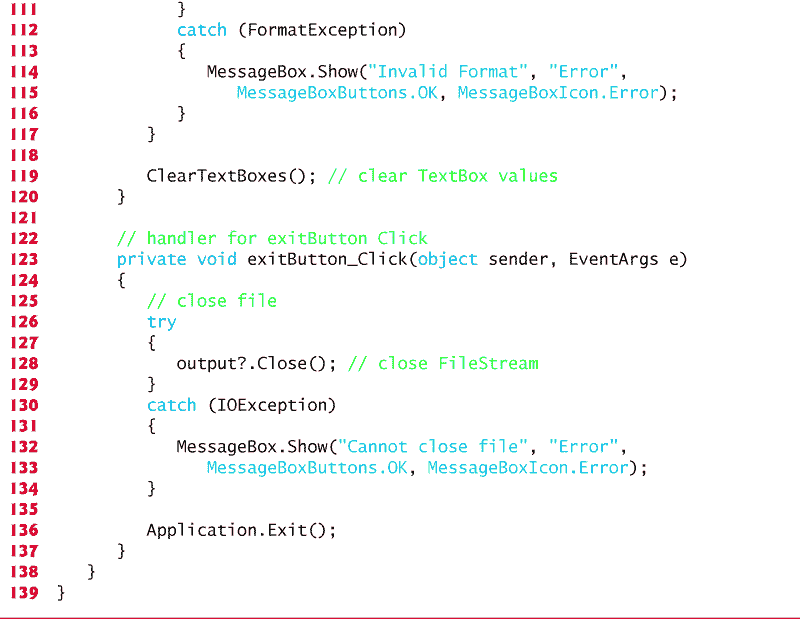 111             }
112             catch (FormatException)
113             {
114                MessageBox.Show("Invalid Format", "Error",
115                   MessageBoxButtons.OK, MessageBoxIcon.Error);
116             }
117          }
118
119          ClearTextBoxes(); // clear TextBox values
120       }
121
122       // handler for exitButton Click
123       private void exitButton_Click(object sender, EventArgs e)
124       {
125          // close file
126          try
127          {
128             output?.Close(); // close FileStream
129          }
130          catch (IOException)
131          {
132             MessageBox.Show("Cannot close file", "Error",
133                MessageBoxButtons.OK, MessageBoxIcon.Error);
134          }
135
136          Application.Exit();
137       }
138    }
139 }